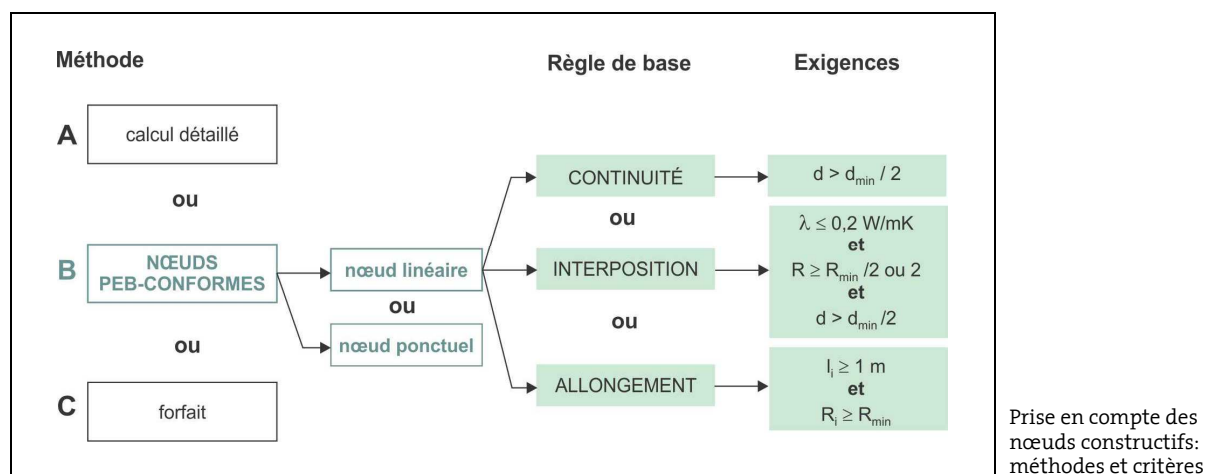 Méthode Règle de base Exigences
A calcul détaillé
ou
B NŒUDS
PEB-CONFORMES
ou
C forfait
nœud linéaire
ou
nœud ponctuel
CONTINUITÉ
ou
INTERPOSITION
ou
ALLONGEMENT
d > dmin / 2
λ ≤ 0,2 W/mK
et
R ≥ Rmin /2 ou 2
et
d > dmin /2
li ≥ 1 m
et
Ri ≥ Rmin
Prise en compte des
nœuds constructifs:
méthodes et critères